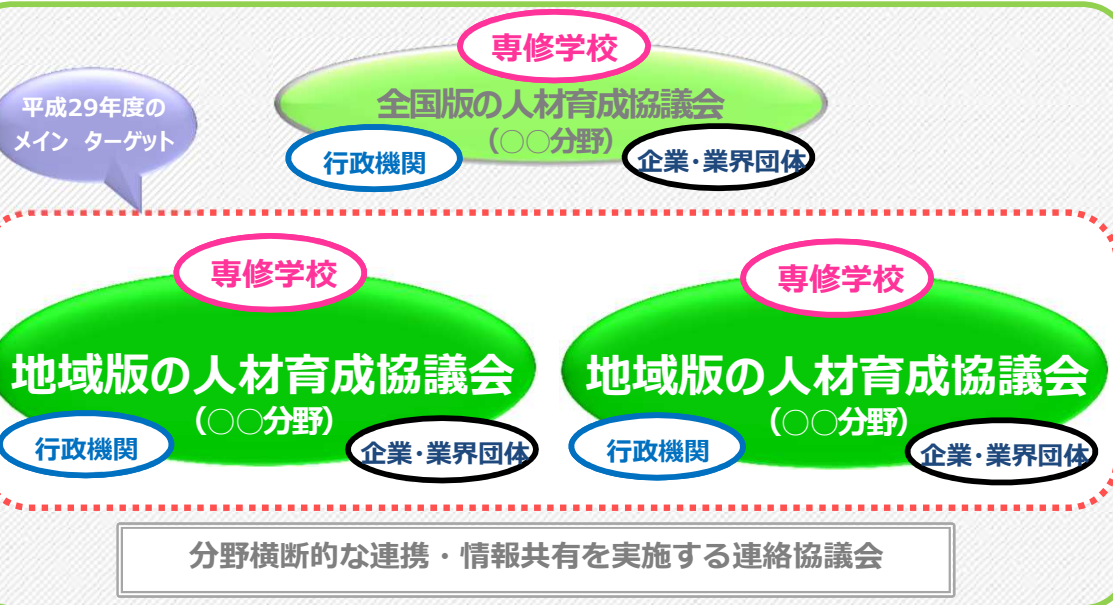 専修学校
平成29年度の
メイン ターゲット
全国版の人材育成協議会
(○○分野)
行政機関
企業・業界団体
専修学校
地域版の人材育成協議会
(○○分野)
行政機関
企業・業界団体
専修学校
地域版の人材育成協議会
(○○分野)
行政機関
企業・業界団体
分野横断的な連携・情報共有を実施する連絡協議会